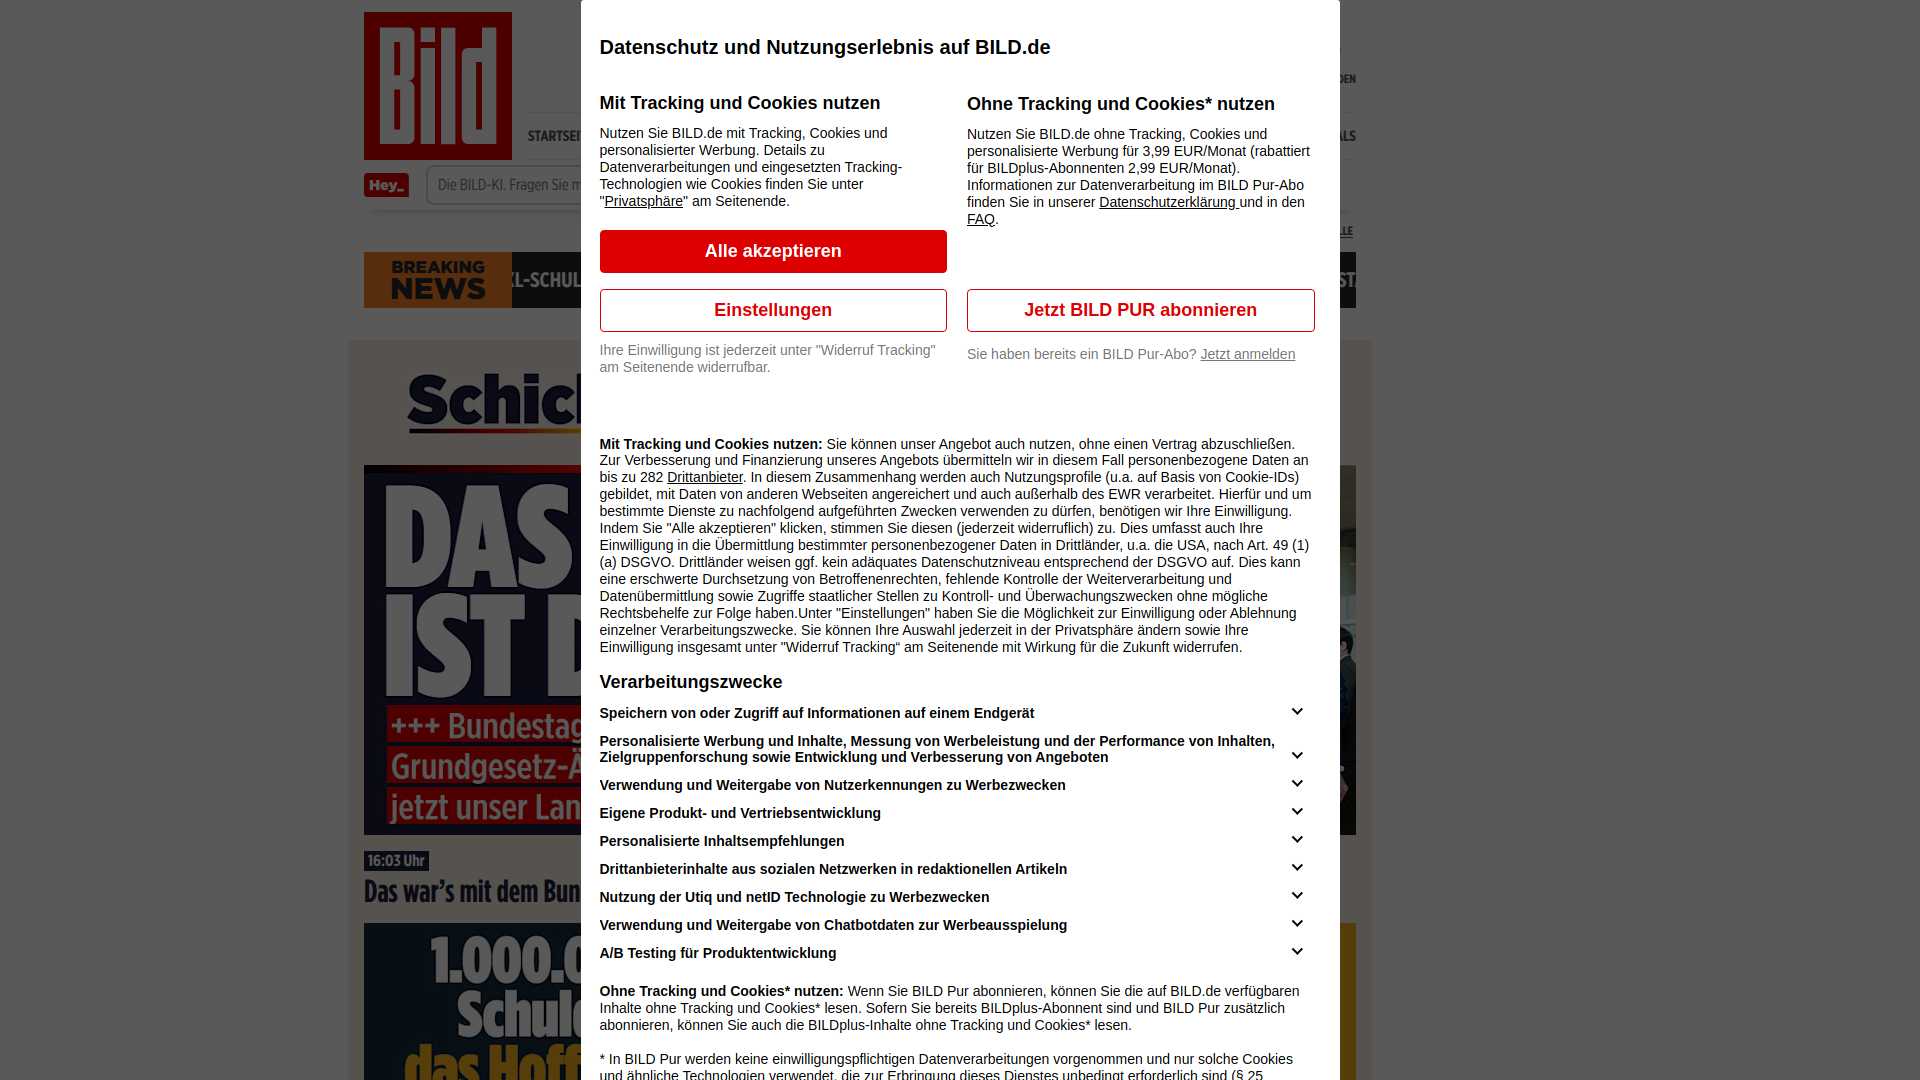 Bild
Datenschutz und Nutzungserlebnis auf BILD.de
Mit Tracking und Cookies nutzen
Nutzen Sie BILD.de mit Tracking, Cookies und
personalisierter Werbung. Details zu
Datenverarbeitungen und eingesetzten Tracking-
Technologien wie Cookies finden Sie unter
"Privatsphäre" am Seitenende.
Alle akzeptieren
Einstellungen
Ihre Einwilligung ist jederzeit unter "Widerruf Tracking"
am Seitenende widerrufbar.
Ohne Tracking und Cookies* nutzen
Nutzen Sie BILD.de ohne Tracking, Cookies und
personalisierte Werbung für 3,99 EUR/Monat (rabattiert
für BILDplus-Abonnenten 2,99 EUR/Monat).
Informationen zur Datenverarbeitung im BILD Pur-Abo
finden Sie in unserer Datenschutzerklärung und in den
FAQ.
Jetzt BILD PUR abonnieren
Sie haben bereits ein BILD Pur-Abo? Jetzt anmelden
Mit Tracking und Cookies nutzen: Sie können unser Angebot auch nutzen, ohne einen Vertrag abzuschließen.
Zur Verbesserung und Finanzierung unseres Angebots übermitteln wir in diesem Fall personenbezogene Daten an
bis zu 282 Drittanbieter. In diesem Zusammenhang werden auch Nutzungsprofile (u.a. auf Basis von Cookie-IDs)
gebildet, mit Daten von anderen Webseiten angereichert und auch außerhalb des EWR verarbeitet. Hierfür und um
bestimmte Dienste zu nachfolgend aufgeführten Zwecken verwenden zu dürfen, benötigen wir Ihre Einwilligung.
Indem Sie "Alle akzeptieren" klicken, stimmen Sie diesen (jederzeit widerruflich) zu. Dies umfasst auch Ihre
Einwilligung in die Übermittlung bestimmter personenbezogener Daten in Drittländer, u.a. die USA, nach Art. 49 (1)
(a) DSGVO. Drittländer weisen ggf. kein adäquates Datenschutzniveau entsprechend der DSGVO auf. Dies kann
eine erschwerte Durchsetzung von Betroffenenrechten, fehlende Kontrolle der Weiterverarbeitung und
Datenübermittlung sowie Zugriffe staatlicher Stellen zu Kontroll- und Überwachungszwecken ohne mögliche
Rechtsbehelfe zur Folge haben.Unter "Einstellungen" haben Sie die Möglichkeit zur Einwilligung oder Ablehnung
einzelner Verarbeitungszwecke. Sie können Ihre Auswahl jederzeit in der Privatsphäre ändern sowie Ihre
Einwilligung insgesamt unter "Widerruf Tracking“ am Seitenende mit Wirkung für die Zukunft widerrufen.
Verarbeitungszwecke
Speichern von oder Zugriff auf Informationen auf einem Endgerät
Personalisierte Werbung und Inhalte, Messung von Werbeleistung und der Performance von Inhalten,
Zielgruppenforschung sowie Entwicklung und Verbesserung von Angeboten
Verwendung und Weitergabe von Nutzerkennungen zu Werbezwecken
Eigene Produkt- und Vertriebsentwicklung
Personalisierte Inhaltsempfehlungen
Drittanbieterinhalte aus sozialen Netzwerken in redaktionellen Artikeln
Nutzung der Utiq und netID Technologie zu Werbezwecken
Verwendung und Weitergabe von Chatbotdaten zur Werbeausspielung
A/B Testing für Produktentwicklung
Ohne Tracking und Cookies* nutzen: Wenn Sie BILD Pur abonnieren, können Sie die auf BILD.de verfügbaren
Inhalte ohne Tracking und Cookies* lesen. Sofern Sie bereits BILDplus-Abonnent sind und BILD Pur zusätzlich
abonnieren, können Sie auch die BILDplus-Inhalte ohne Tracking und Cookies* lesen.
* In BILD Pur werden keine einwilligungspflichtigen Datenverarbeitungen vorgenommen und nur solche Cookies
und ähnliche Technologien verwendet, die zur Erbringung dieses Dienstes unbedingt erforderlich sind (§ 25
STARTSEI
Hey_
Die BILD-KI. Fragen Sie m
BREAKING
NEWS
KL-SCHUL
Schick
DAS
IST D
+++ Bundestag
Grundgesetz-Ä
jetzt unser Lan
16:03 Uhr
Das war’s mit dem Bun
1.000.0
Schuld
das Hoff